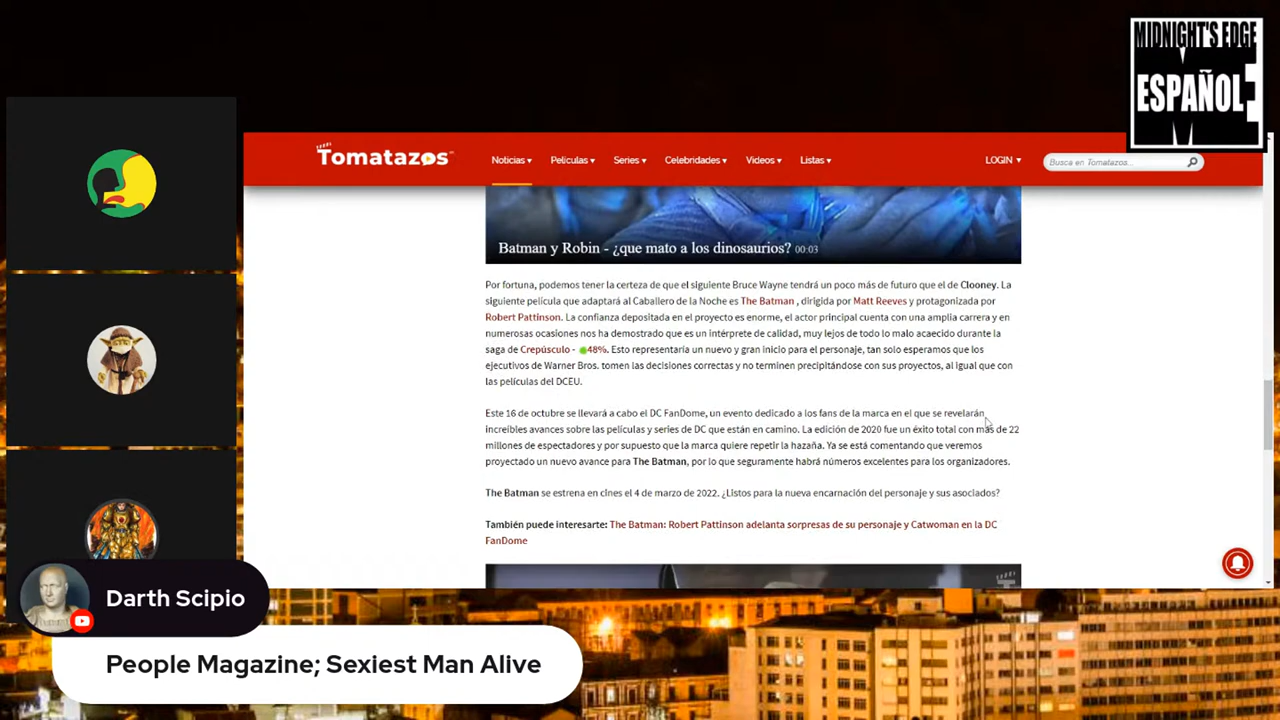 MIDNIGHT'S EDGE
ESPAÑOL
ME
Tomatazos
Noticias
Películas
Series
Celebridades
Videos
Listas
LOGIN
Busca en Tomatazos...
Batman y Robin - ¿que mato a los dinosaurios? 00:03
Por fortuna, podemos tener la certeza de que el siguiente Bruce Wayne tendrá un poco más de futuro que el de Clooney. La
siguiente película que adaptará al Caballero de la Noche es The Batman , dirigida por Matt Reeves y protagonizada por
Robert Pattinson. La confianza depositada en el proyecto es enorme, el actor principal cuenta con una amplia carrera y en
numerosas ocasiones nos ha demostrado que es un intérprete de calidad, muy lejos de todo lo malo acaecido durante la
saga de Crepúsculo - 48%. Esto representaría un nuevo y gran inicio para el personaje, tan solo esperamos que los
ejecutivos de Warner Bros. tomen las decisiones correctas y no terminen precipitándose con sus proyectos, al igual que con
las películas del DCEU.
Este 16 de octubre se llevará a cabo el DC FanDome, un evento dedicado a los fans de la marca en el que se revelarán
increíbles avances sobre las películas y series de DC que están en camino. La edición de 2020 fue un éxito total con más de 22
millones de espectadores y por supuesto que la marca quiere repetir la hazaña. Ya se está comentando que veremos
proyectado un nuevo avance para The Batman, por lo que seguramente habrá números excelentes para los organizadores.
The Batman se estrena en cines el 4 de marzo de 2022. ¿Listos para la nueva encarnación del personaje y sus asociados?
También puede interesarte: The Batman: Robert Pattinson adelanta sorpresas de su personaje y Catwoman en la DC
FanDome
Darth Scipio
People Magazine; Sexiest Man Alive